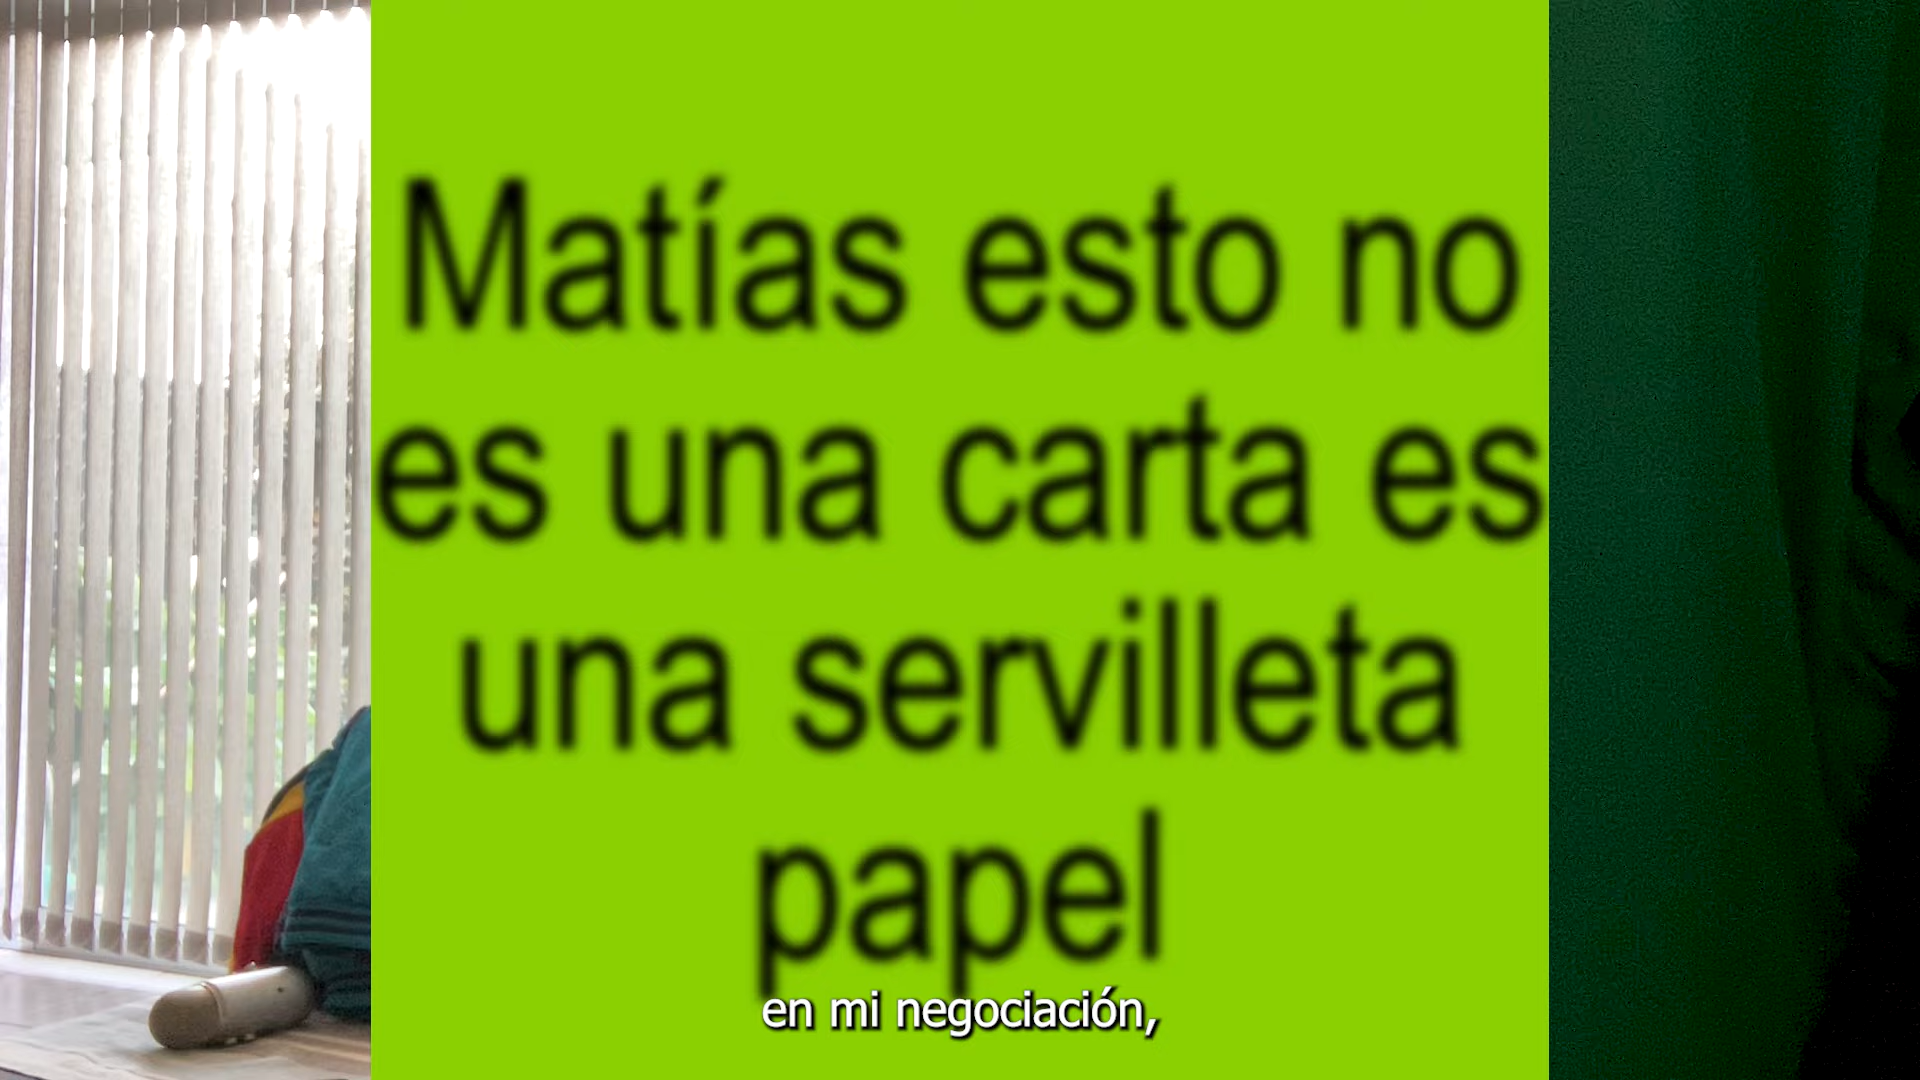 Matías esto no
es una carta es
una servilleta
papel
en mi negociación,